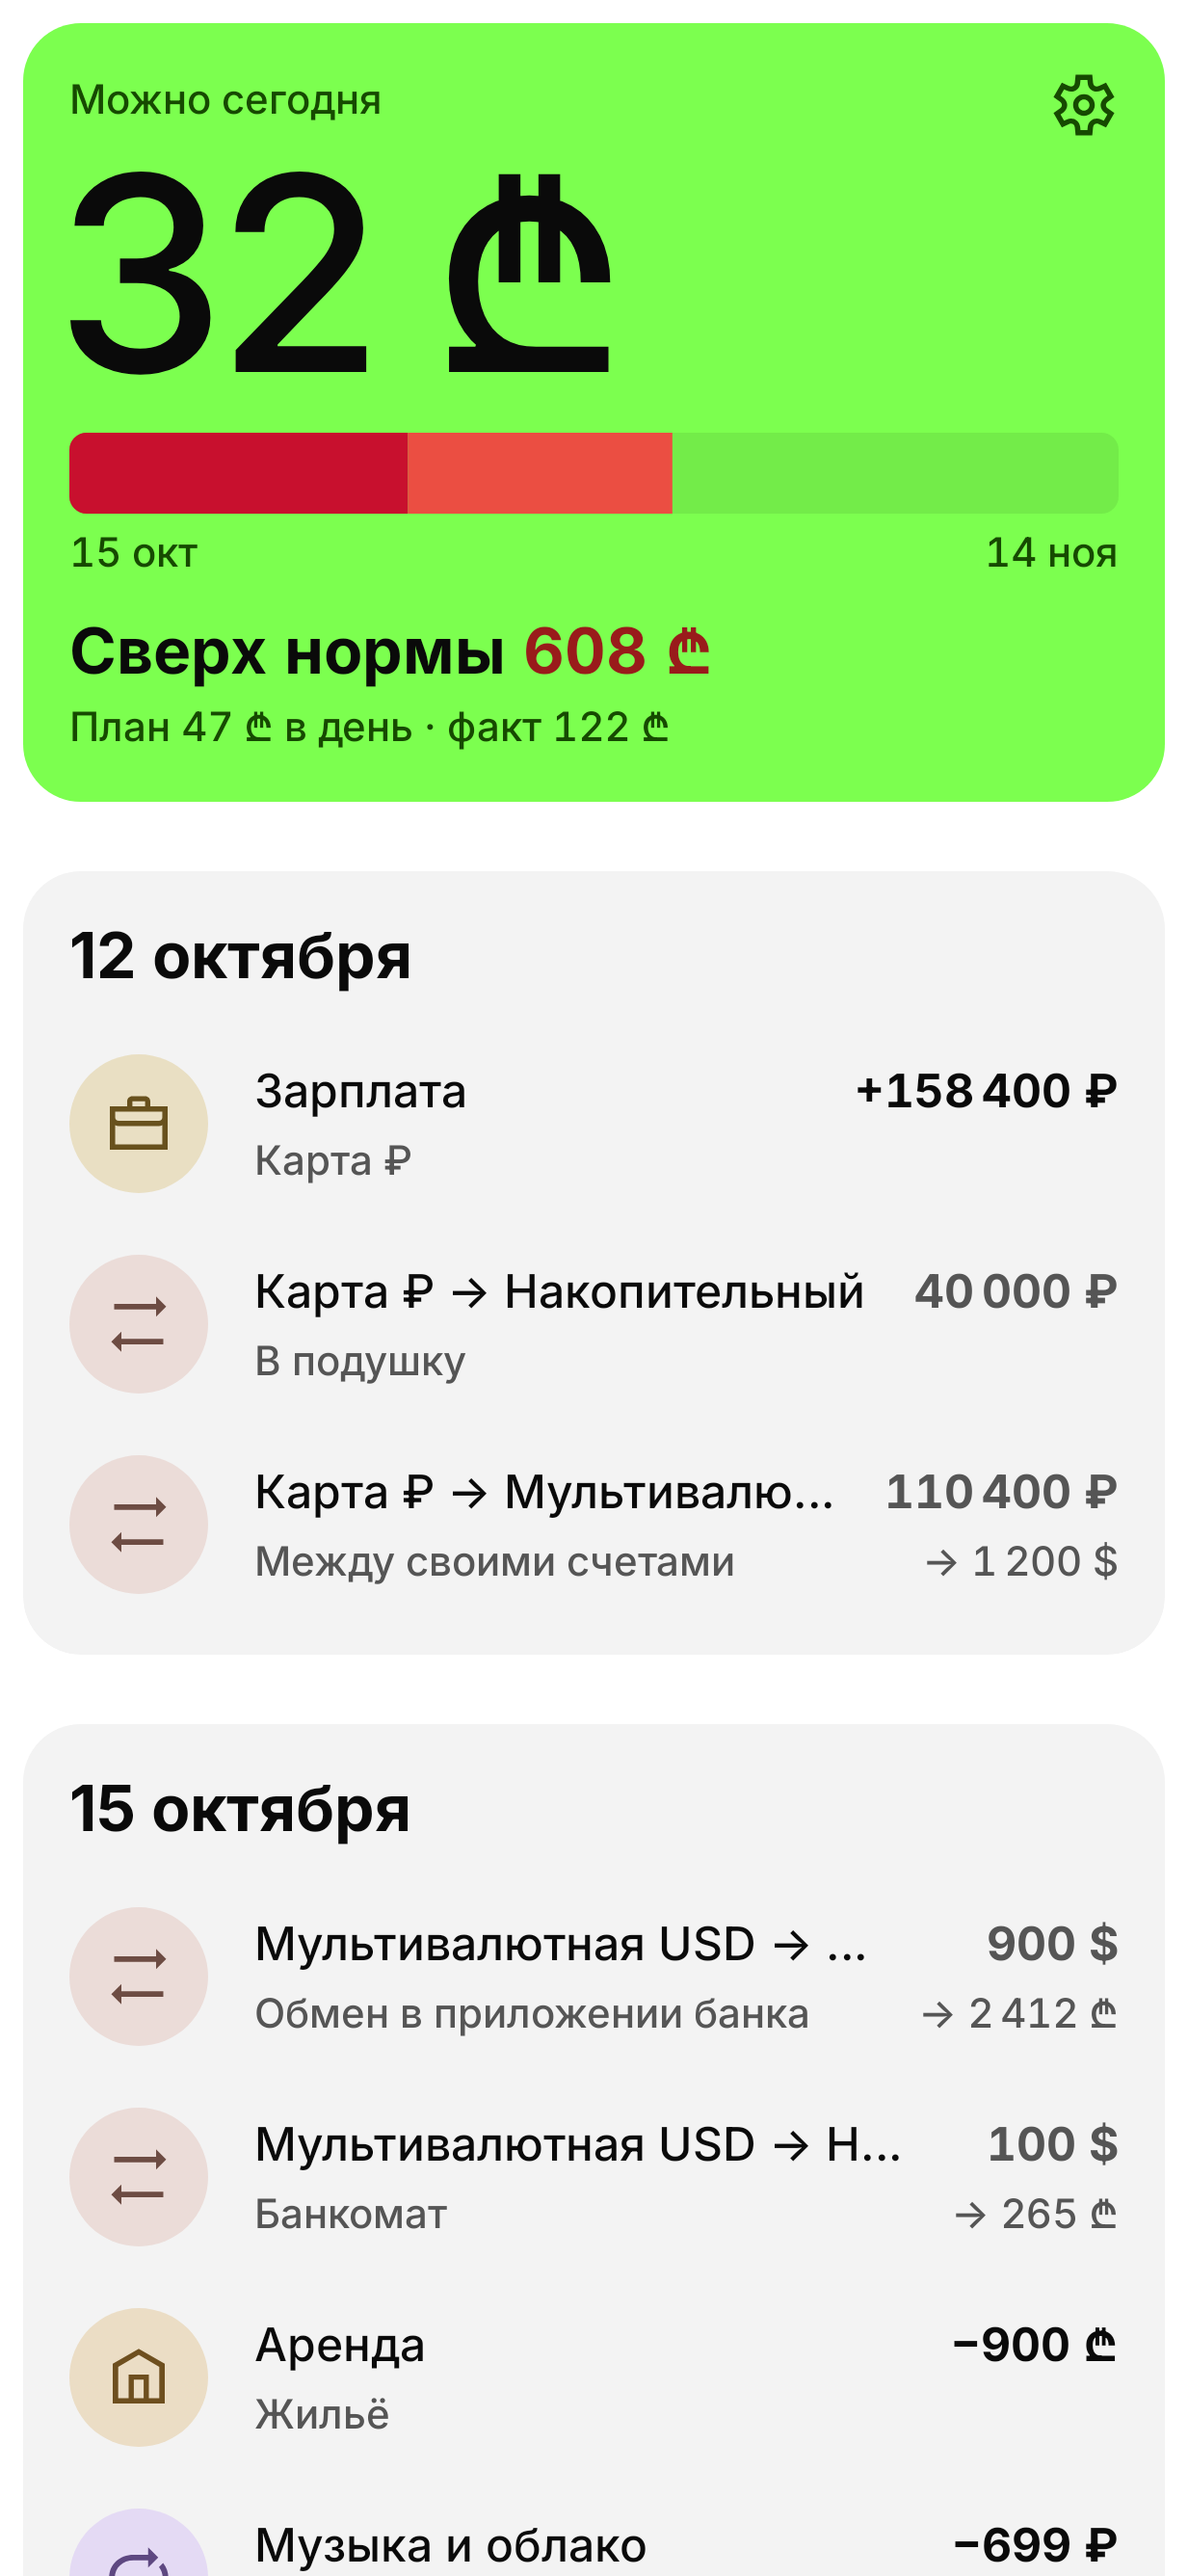 Можно сегодня
32 ₾
15 окт 14 ноя
Сверх нормы 608 ₾
План 47 ₾ в день · факт 122 ₾
12 октября
Зарплата +158 400 ₽
Карта ₽
Карта ₽ → Накопительный 40 000 ₽
В подушку
Карта ₽ → Мультивалю... 110 400 ₽
Между своими счетами → 1 200 $
15 октября
Мультивалютная USD → ... 900 $
Обмен в приложении банка → 2 412 ₾
Мультивалютная USD → Н... 100 $
Банкомат → 265 ₾
Аренда −900 ₾
Жильё
Музыка и облако −699 ₽